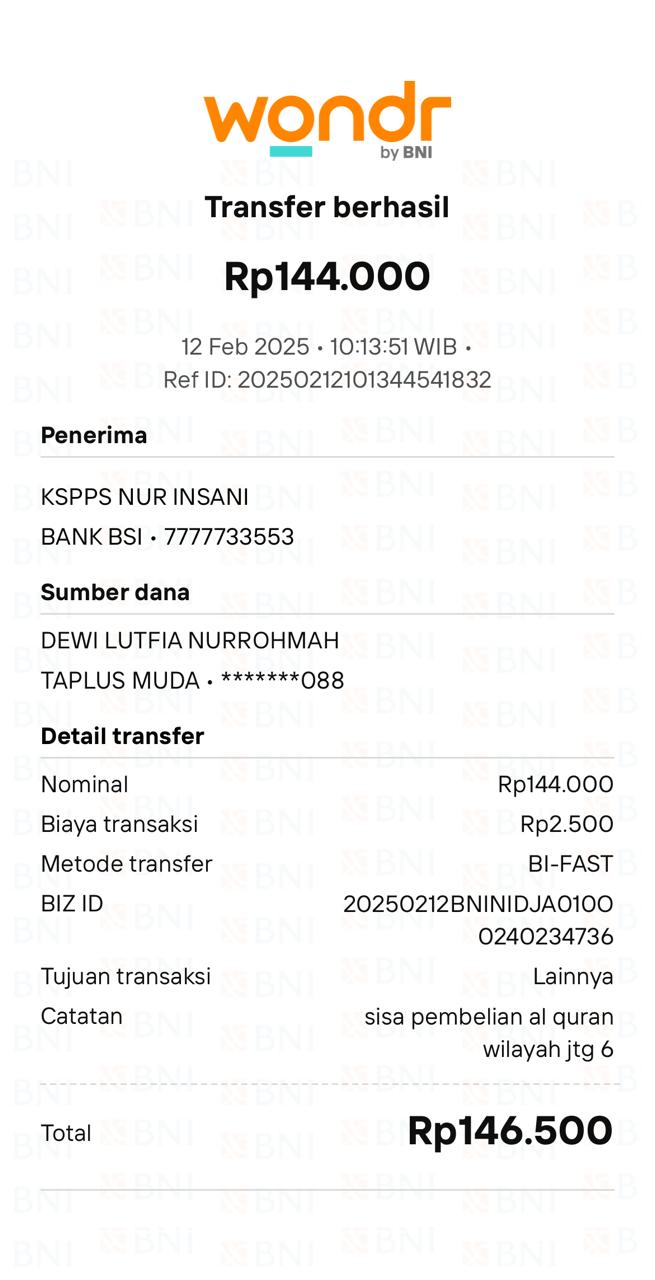 wondr
by BNI
Transfer berhasil
Rp144.000
12 Feb 2025 • 10:13:51 WIB •
Ref ID: 20250212101344541832
Penerima
KSPPS NUR INSANI
BANK BSI • 7777733553
Sumber dana
DEWI LUTFIA NURROHMAH
TAPLUS MUDA • *******088
Detail transfer
Nominal Rp144.000
Biaya transaksi Rp2.500
Metode transfer BI-FAST
BIZ ID 20250212BNINIDJA0100
0240234736
Tujuan transaksi Lainnya
Catatan sisa pembelian al quran
wilayah jtg 6
Total Rp146.500